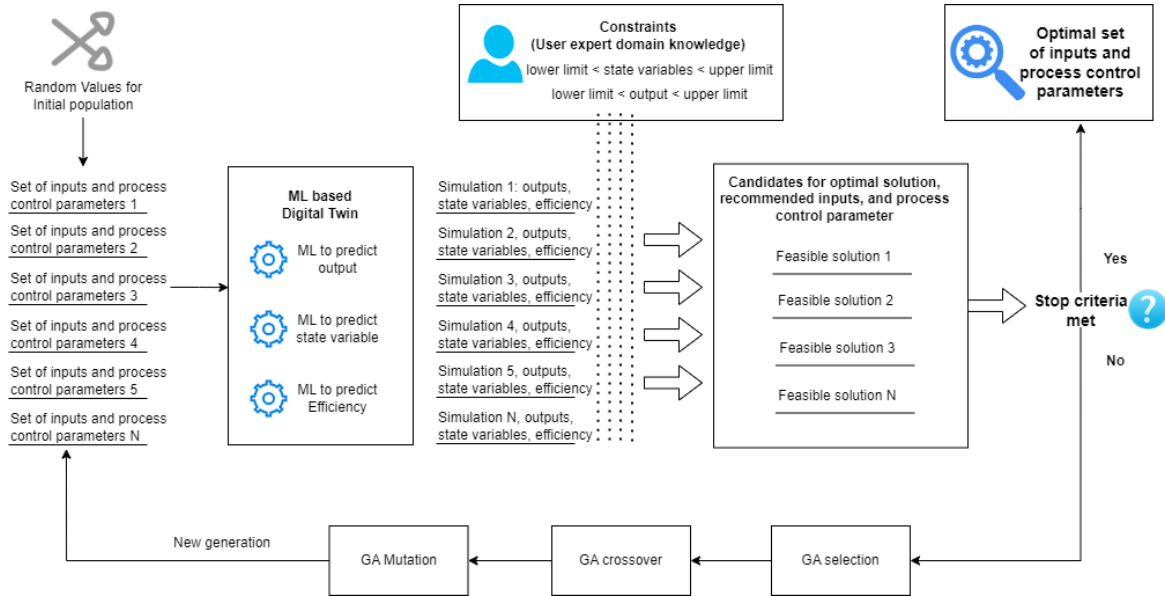 Random Values for
Initial population
Constraints
(User expert domain knowledge)
lower limit < state variables < upper limit
lower limit < output < upper limit
Optimal set
of inputs and
process control
parameters
Set of inputs and process
control parameters 1
Set of inputs and process
control parameters 2
Set of inputs and process
control parameters 3
Set of inputs and process
control parameters 4
Set of inputs and process
control parameters 5
Set of inputs and process
control parameters N
ML based
Digital Twin
ML to predict
output
ML to predict
state variable
ML to predict
Efficiency
Simulation 1: outputs,
state variables, efficiency
Simulation 2, outputs,
state variables, efficiency
Simulation 3, outputs,
state variables, efficiency
Simulation 4, outputs,
state variables, efficiency
Simulation 5, outputs,
state variables, efficiency
Simulation N, outputs,
state variables, efficiency
Candidates for optimal solution,
recommended inputs, and process
control parameter
Feasible solution 1
Feasible solution 2
Feasible solution 3
Feasible solution N
Yes
Stop criteria
met
?
No
New generation
GA Mutation
GA crossover
GA selection